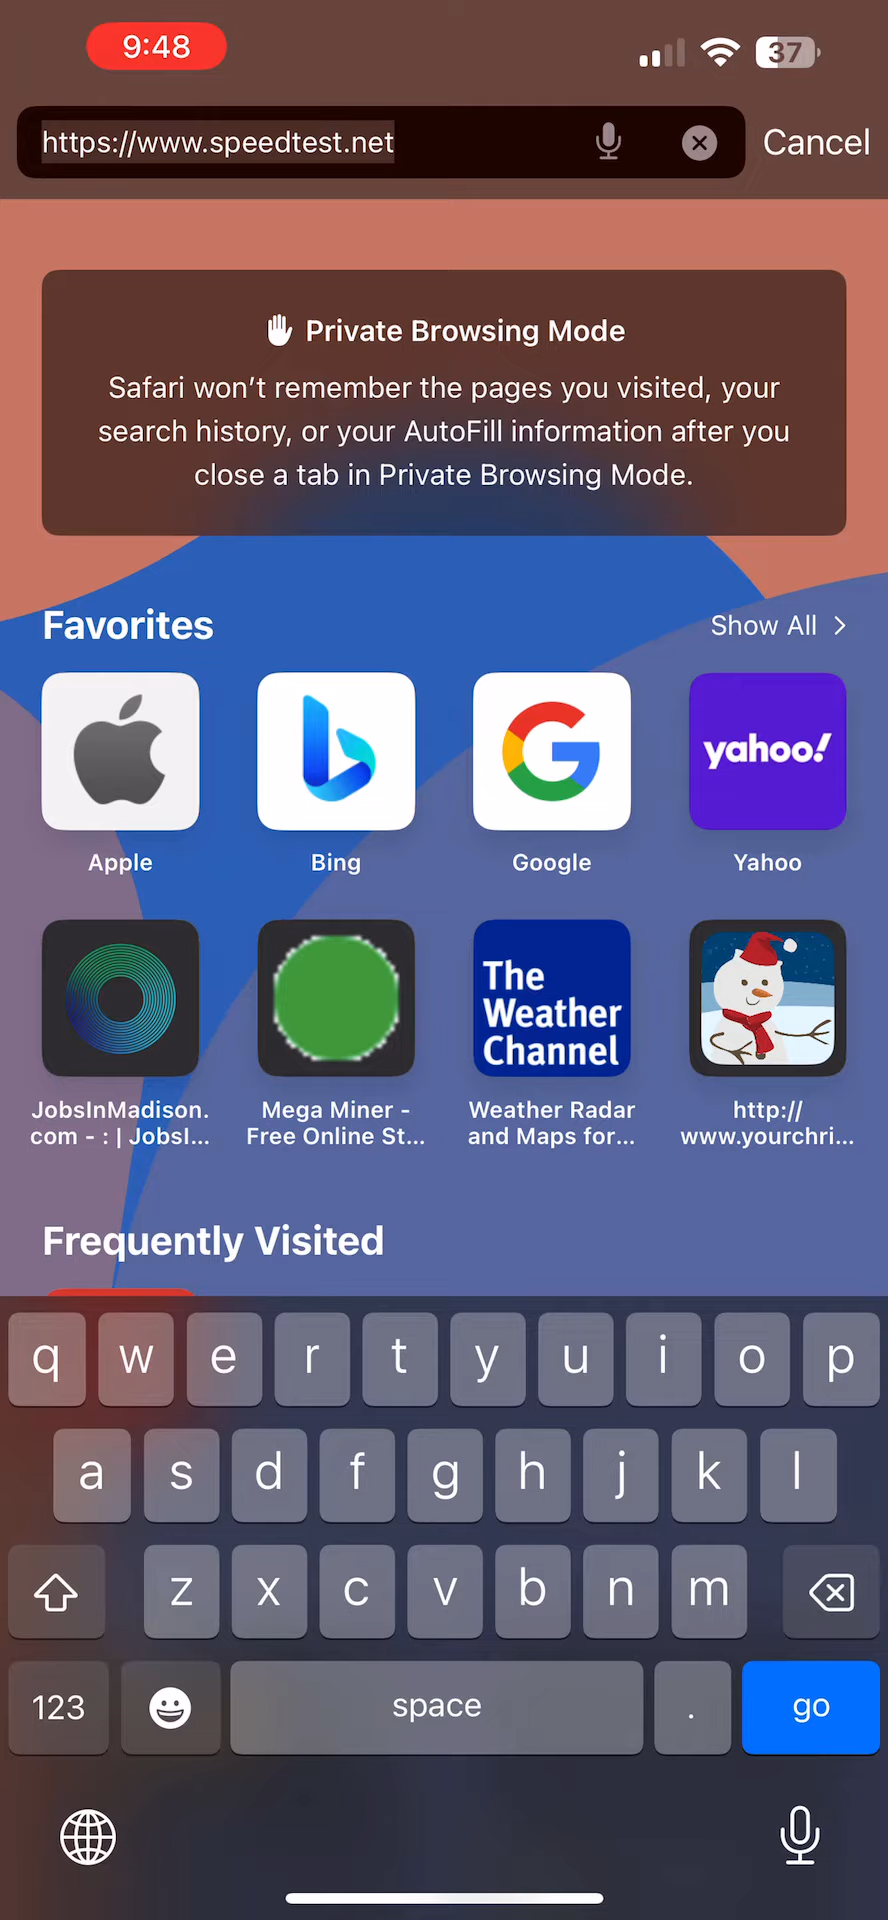 9:48
37
https://www.speedtest.net
Cancel
Private Browsing Mode
Safari won’t remember the pages you visited, your
search history, or your AutoFill information after you
close a tab in Private Browsing Mode.
Favorites
Show All
yahoo!
Apple
Bing
Google
Yahoo
The
Weather
Channel
JobsInMadison.
com - : | JobsI...
Mega Miner -
Free Online St...
Weather Radar
and Maps for...
http://
www.yourchri...
Frequently Visited
q w e r t y u i o p
a s d f g h j k l
z x c v b n m
123
space
.
go